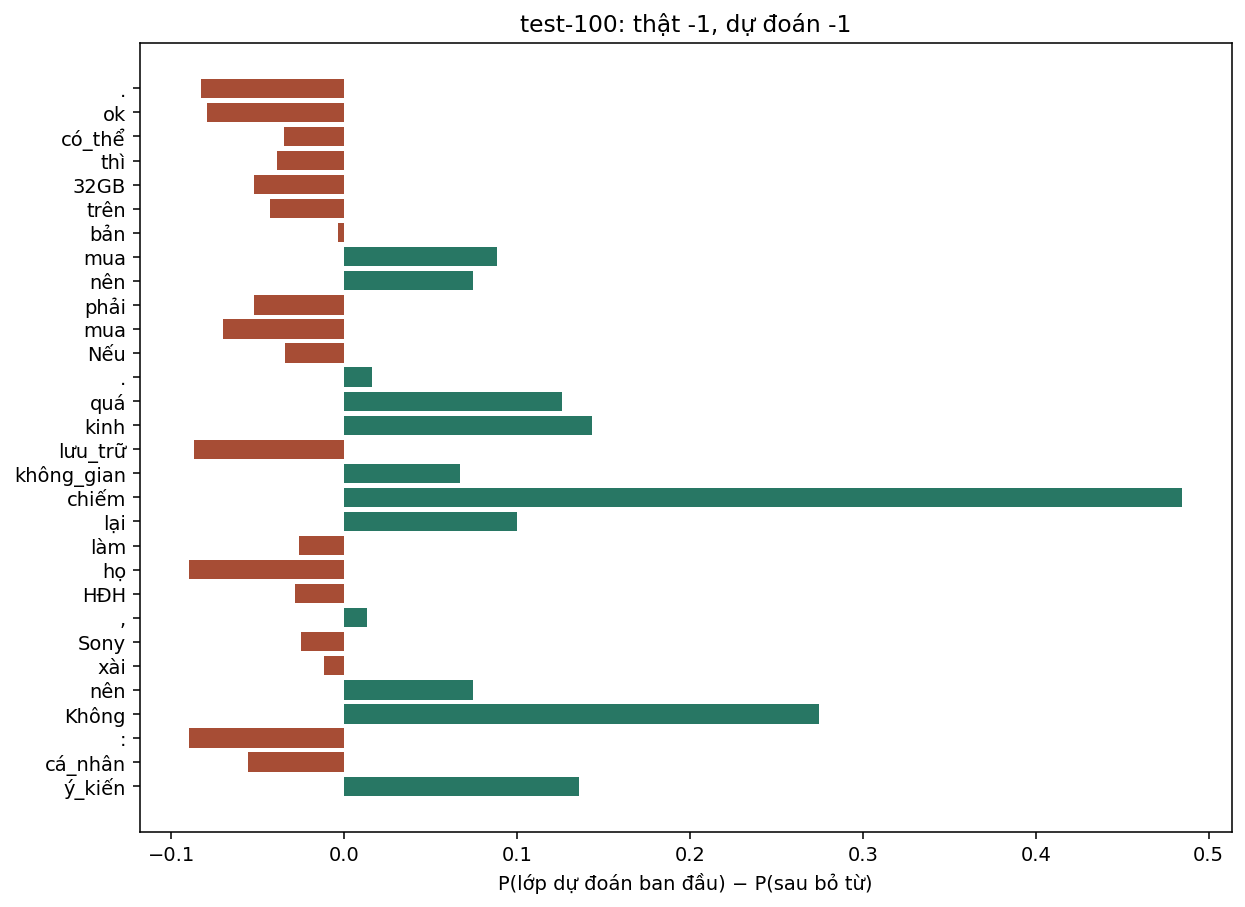 test-100: thật -1, dự đoán -1
.
ok
có_thể
thì
32GB
trên
bản
mua
nên
phải
mua
Nếu
.
quá
kinh
lưu_trữ
không_gian
chiếm
lại
làm
họ
HĐH
,
Sony
xài
nên
Không
:
cá_nhân
ý_kiến
−0.1 0.0 0.1 0.2 0.3 0.4 0.5
P(lớp dự đoán ban đầu) − P(sau bỏ từ)